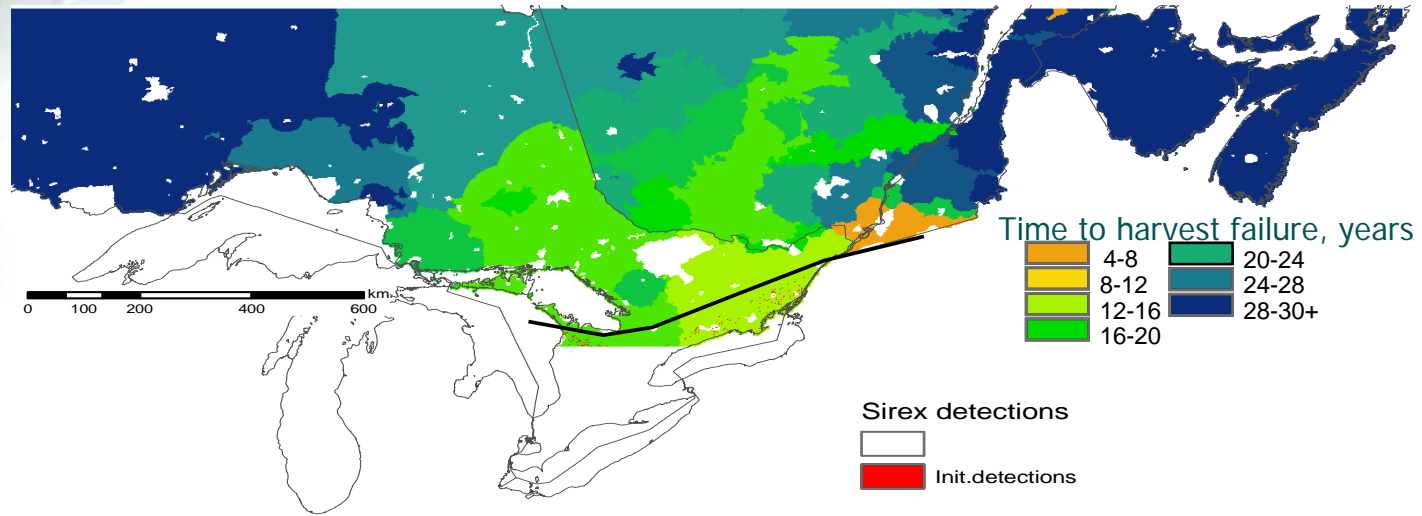 Time to harvest failure, years
4-8
20-24
8-12
24-28
12-16
28-30+
16-20
km
0 100 200 400 600
Sirex detections
Init.detections